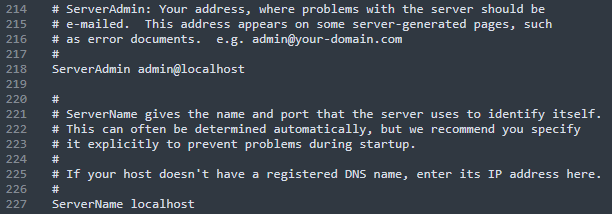 214 # ServerAdmin: Your address, where problems with the server should be
215 # e-mailed.  This address appears on some server-generated pages, such
216 # as error documents.  e.g. admin@your-domain.com
217 #
218 ServerAdmin admin@localhost
219
220 #
221 # ServerName gives the name and port that the server uses to identify itself.
222 # This can often be determined automatically, but we recommend you specify
223 # it explicitly to prevent problems during startup.
224 #
225 # If your host doesn't have a registered DNS name, enter its IP address here.
226 #
227 ServerName localhost